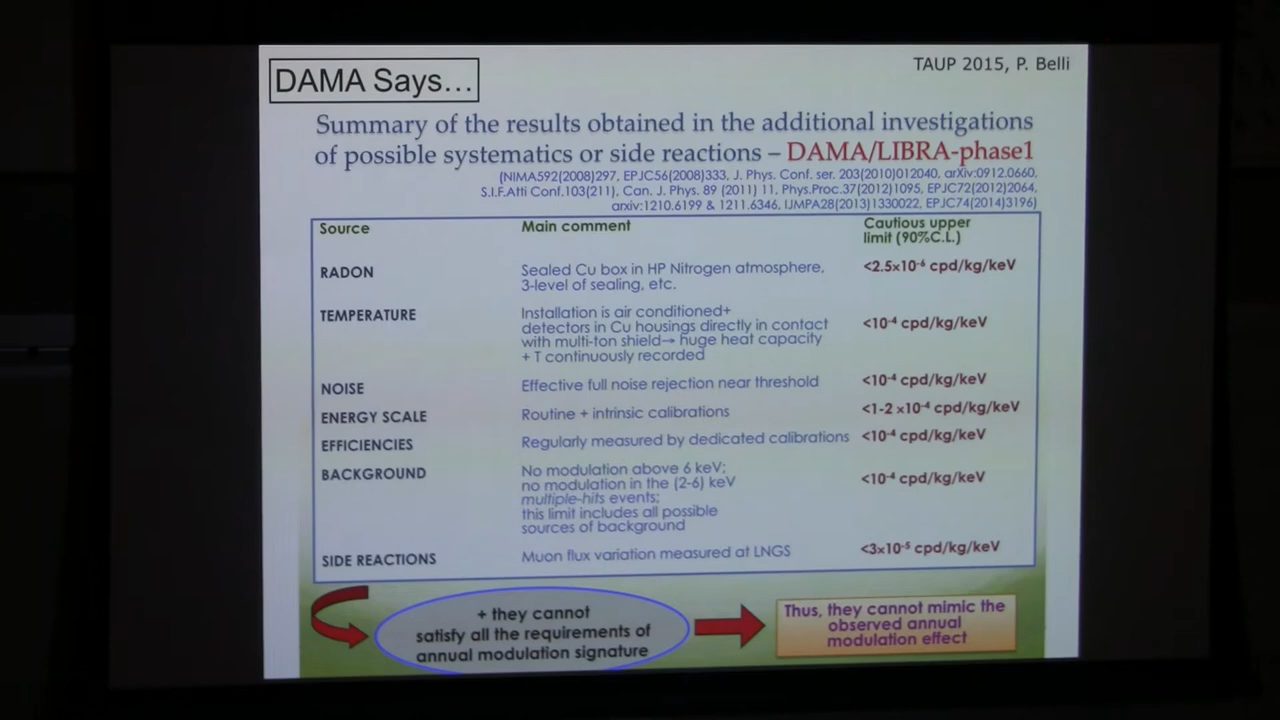 DAMA Says...
TAUP 2015, P. Belli
Summary of the results obtained in the additional investigations
of possible systematics or side reactions – DAMA/LIBRA-phase1
(NIMA592(2008)297, EPJC56(2008)333, J. Phys. Conf. ser. 203(2010)012040, arXiv:0912.0660,
S.I.F.Atti Conf.103(211), Can. J. Phys. 89 (2011) 11, Phys.Proc.37(2012)1095, EPJC72(2012)2064,
arxiv:1210.6199 & 1211.6346, IJMPA28(2013)1330022, EPJC74(2014)3196)
Source
Main comment
Cautious upper
limit (90%C.L.)
RADON
Sealed Cu box in HP Nitrogen atmosphere,
3-level of sealing, etc.
<2.5×10⁻⁶ cpd/kg/keV
TEMPERATURE
Installation is air conditioned+
detectors in Cu housings directly in contact
with multi-ton shield→ huge heat capacity
+ T continuously recorded
<10⁻⁴ cpd/kg/keV
NOISE
Effective full noise rejection near threshold
<10⁻⁴ cpd/kg/keV
ENERGY SCALE
Routine + intrinsic calibrations
<1-2 ×10⁻⁴ cpd/kg/keV
EFFICIENCIES
Regularly measured by dedicated calibrations
<10⁻⁴ cpd/kg/keV
BACKGROUND
No modulation above 6 keV;
no modulation in the (2-6) keV
multiple-hits events;
this limit includes all possible
sources of background
<10⁻⁴ cpd/kg/keV
SIDE REACTIONS
Muon flux variation measured at LNGS
<3×10⁻⁵ cpd/kg/keV
+ they cannot
satisfy all the requirements of
annual modulation signature
Thus, they cannot mimic the
observed annual
modulation effect